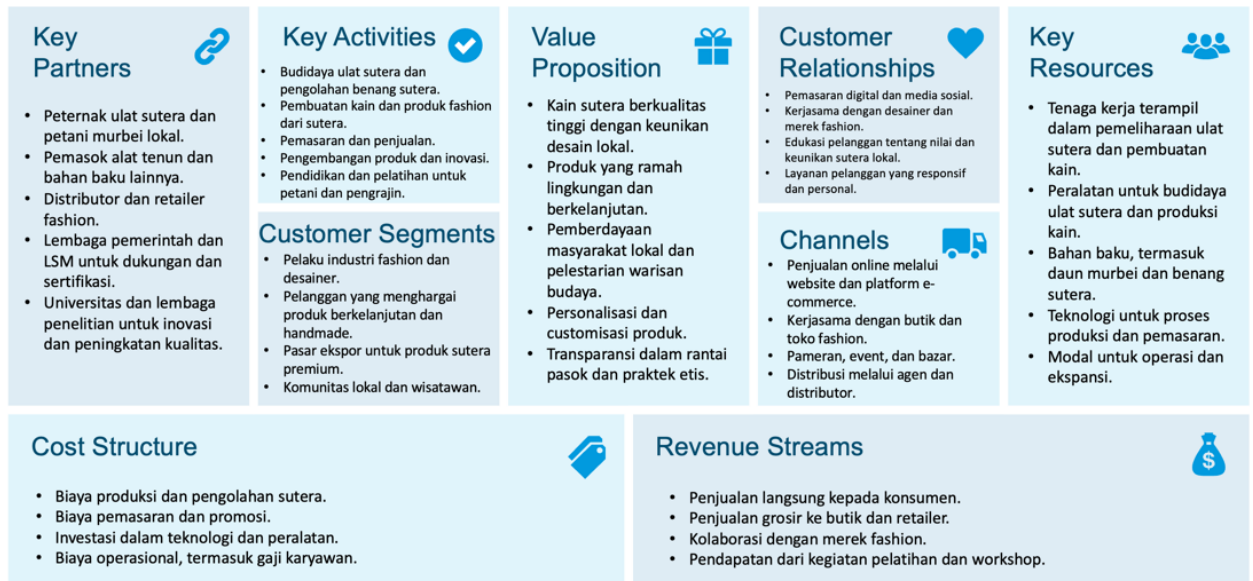 Key
Partners
• Peternak ulat sutera dan
petani murbei lokal.
• Pemasok alat tenun dan
bahan baku lainnya.
• Distributor dan retailer
fashion.
• Lembaga pemerintah dan
LSM untuk dukungan dan
sertifikasi.
• Universitas dan lembaga
penelitian untuk inovasi
dan peningkatan kualitas.
Key Activities
• Budidaya ulat sutera dan
pengolahan benang sutera.
• Pembuatan kain dan produk fashion
dari sutera.
• Pemasaran dan penjualan.
• Pengembangan produk dan inovasi.
• Pendidikan dan pelatihan untuk
petani dan pengrajin.
Customer Segments
• Pelaku industri fashion dan
desainer.
• Pelanggan yang menghargai
produk berkelanjutan dan
handmade.
• Pasar ekspor untuk produk sutera
premium.
• Komunitas lokal dan wisatawan.
Value
Proposition
• Kain sutera berkualitas
tinggi dengan keunikan
desain lokal.
• Produk yang ramah
lingkungan dan
berkelanjutan.
• Pemberdayaan
masyarakat lokal dan
pelestarian warisan
budaya.
• Personalisasi dan
customisasi produk.
• Transparansi dalam rantai
pasok dan praktek etis.
Customer
Relationships
• Pemasaran digital dan media sosial.
• Kerjasama dengan desainer dan
merek fashion.
• Edukasi pelanggan tentang nilai dan
keunikan sutera lokal.
• Layanan pelanggan yang responsif
dan personal.
Channels
• Penjualan online melalui
website dan platform e-
commerce.
• Kerjasama dengan butik dan
toko fashion.
• Pameran, event, dan bazar.
• Distribusi melalui agen dan
distributor.
Key
Resources
• Tenaga kerja terampil
dalam pemeliharaan ulat
sutera dan pembuatan
kain.
• Peralatan untuk budidaya
ulat sutera dan produksi
kain.
• Bahan baku, termasuk
daun murbei dan benang
sutera.
• Teknologi untuk proses
produksi dan pemasaran.
• Modal untuk operasi dan
ekspansi.
Cost Structure
• Biaya produksi dan pengolahan sutera.
• Biaya pemasaran dan promosi.
• Investasi dalam teknologi dan peralatan.
• Biaya operasional, termasuk gaji karyawan.
Revenue Streams
$
• Penjualan langsung kepada konsumen.
• Penjualan grosir ke butik dan retailer.
• Kolaborasi dengan merek fashion.
• Pendapatan dari kegiatan pelatihan dan workshop.